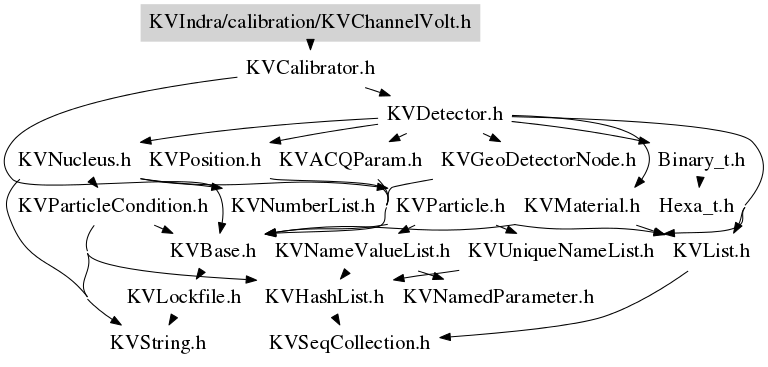 KVIndra/calibration/KVChannelVolt.h
KVCalibrator.h
KVDetector.h
KVNucleus.h KVPosition.h KVACQParam.h KVGeoDetectorNode.h Binary_t.h
KVParticleCondition.h KVNumberList.h KVParticle.h KVMaterial.h Hexa_t.h
KVBase.h KVNameValueList.h KVUniqueNameList.h KVList.h
KVLockfile.h KVHashList.h KVNamedParameter.h
KVString.h KVSeqCollection.h